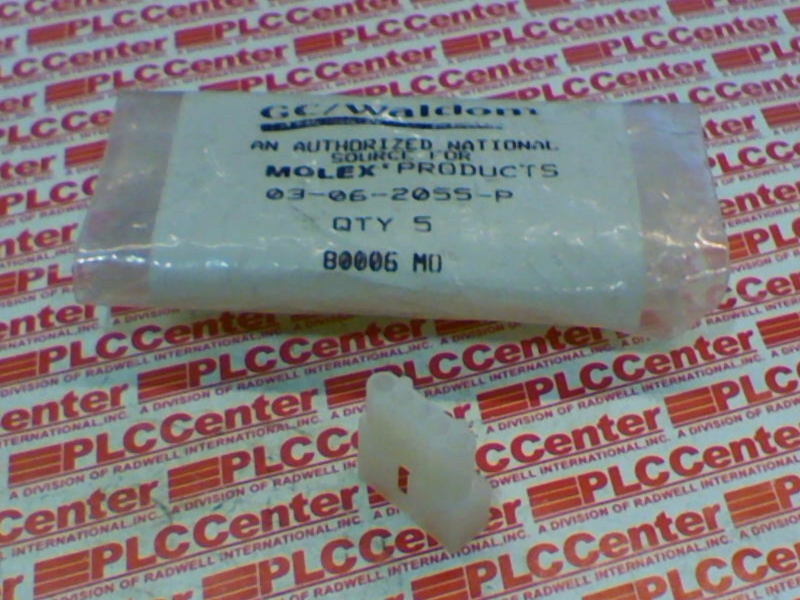 GC/Waldom
AN AUTHORIZED NATIONAL
SOURCE FOR
MOLEX PRODUCTS
03-06-2055-P
QTY 5
80006 MO
PLCCenter
A DIVISION OF RADWELL INTERNATIONAL, INC.